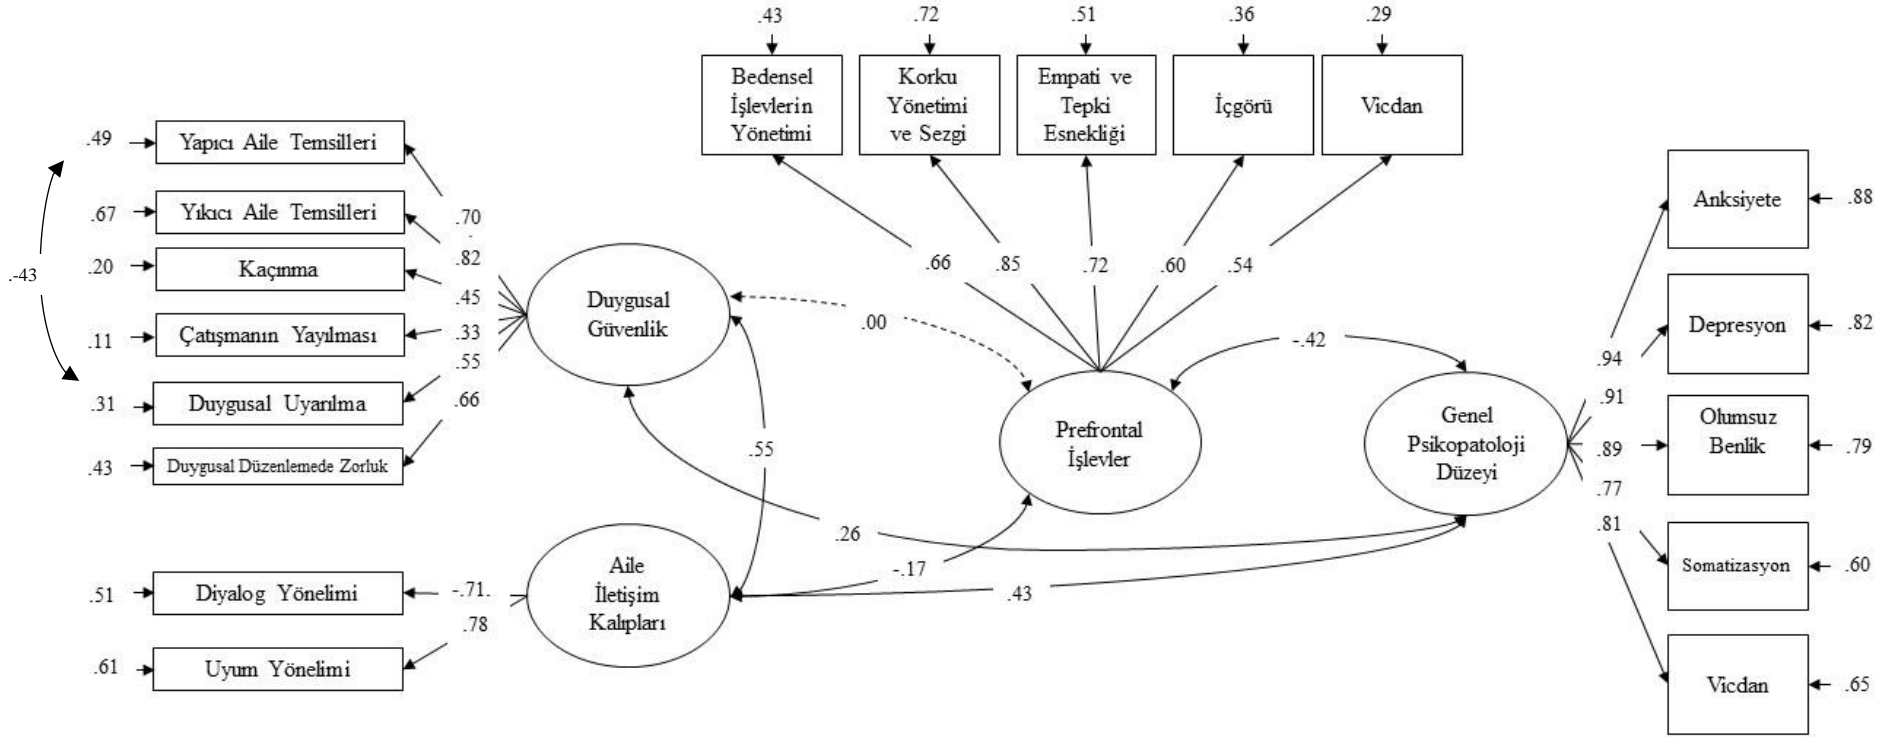 .43
.72
.51
.36
.29
Bedensel
İşlevlerin
Yönetimi
Korku
Yönetimi
ve Sezgi
Empati ve
Tepki
Esnekliği
İçgörü
Vicdan
.49
Yapıcı Aile Temsilleri
.67
Yıkıcı Aile Temsilleri
.20
Kaçınma
.-43
.11
Çatışmanın Yayılması
.31
Duygusal Uyarılma
.43
Duygusal Düzenlemede Zorluk
.70
.82
.45
.33
.55
.66
Duygusal
Güvenlik
.66
.85
.72
.60
.54
.00
-.42
Prefrontal
İşlevler
Genel
Psikopatoloji
Düzeyi
.94
.91
.89
.77
.81
Anksiyete
.88
Depresyon
.82
Olumsuz
Benlik
.79
Somatizasyon
.60
Vicdan
.65
.55
.26
-.17
.43
Aile
İletişim
Kalıpları
-.71.
.78
.51
Diyalog Yönelimi
.61
Uyum Yönelimi